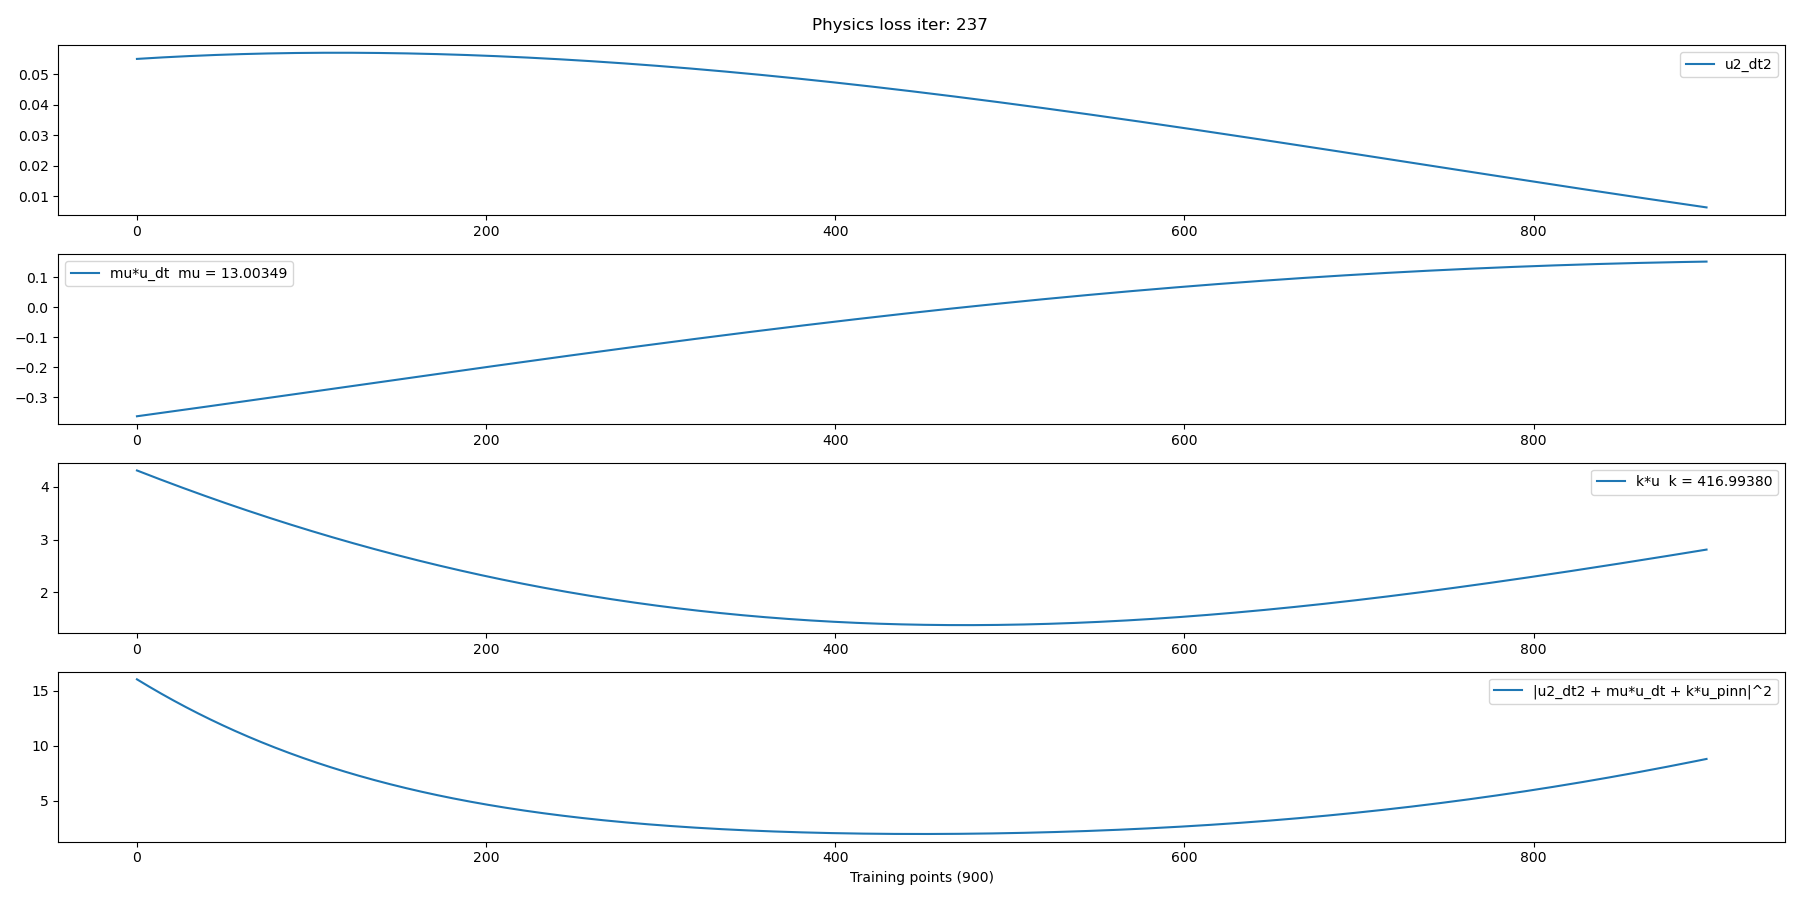 Physics loss iter: 237
0.05
0.04
0.03
0.02
0.01
u2_dt2
0 200 400 600 800
0.1
0.0
−0.1
−0.2
−0.3
mu*u_dt  mu = 13.00349
0 200 400 600 800
4
3
2
k*u  k = 416.99380
0 200 400 600 800
15
10
5
|u2_dt2 + mu*u_dt + k*u_pinn|^2
0 200 400 600 800
Training points (900)